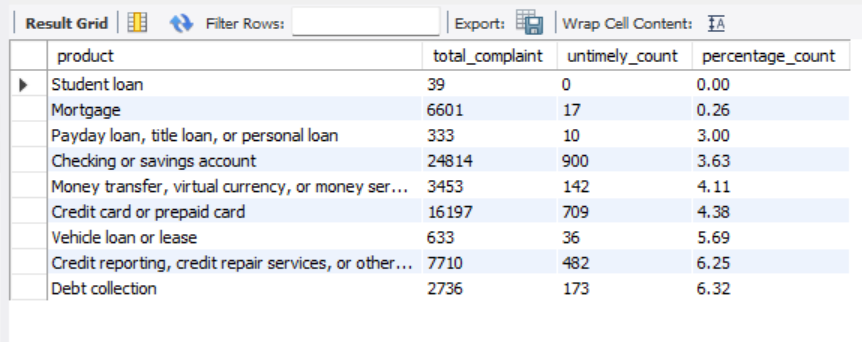 Result Grid Filter Rows: Export: Wrap Cell Content: IA
product total_complaint untimely_count percentage_count
Student loan 39 0 0.00
Mortgage 6601 17 0.26
Payday loan, title loan, or personal loan 333 10 3.00
Checking or savings account 24814 900 3.63
Money transfer, virtual currency, or money ser... 3453 142 4.11
Credit card or prepaid card 16197 709 4.38
Vehicle loan or lease 633 36 5.69
Credit reporting, credit repair services, or other... 7710 482 6.25
Debt collection 2736 173 6.32